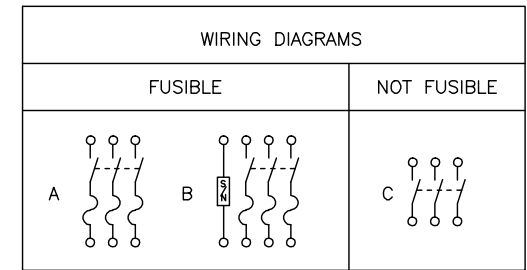 WIRING DIAGRAMS
FUSIBLE
NOT FUSIBLE
A
B
S/N
C